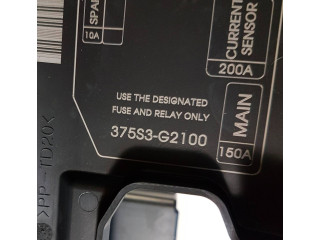 SPARE
10A
CURRENT
SENSOR
200A
USE THE DESIGNATED
FUSE AND RELAY ONLY
375S3-G2100
MAIN
150A
>PP-TD20<